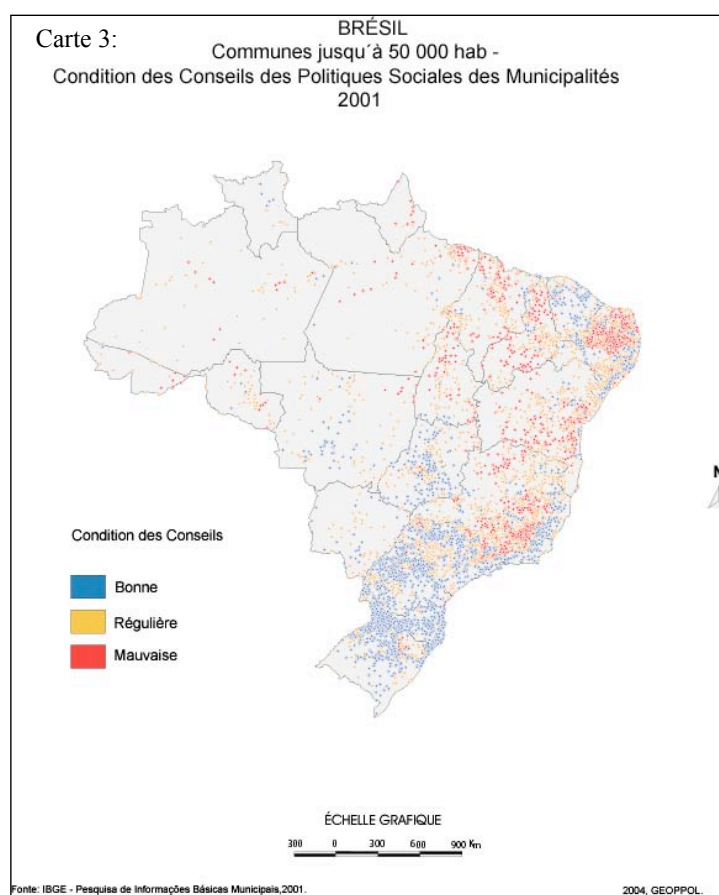 Carte 3:
BRÉSIL
Communes jusqu´à 50 000 hab -
Condition des Conseils des Politiques Sociales des Municipalités
2001
N
Condition des Conseils
Bonne
Régulière
Mauvaise
ÉCHELLE GRAFIQUE
300 0 300 600 900 Km
Fonte: IBGE - Pesquisa de Informações Básicas Municipais,2001.
2004, GEOPPOL.